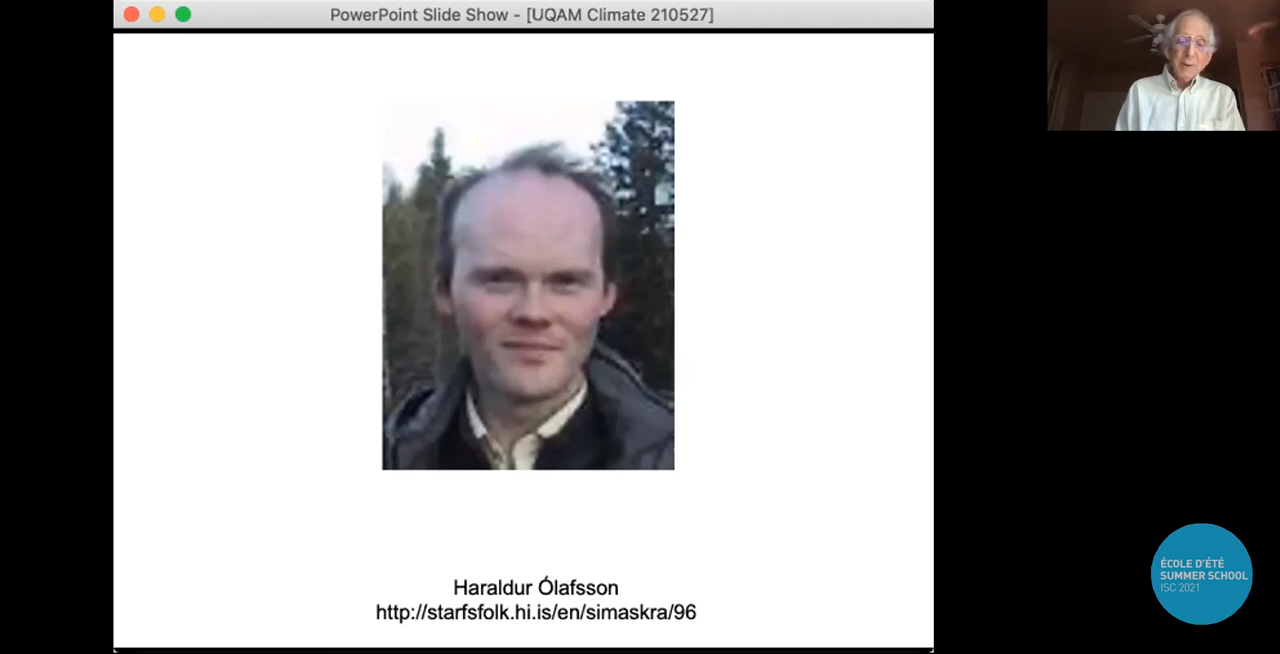 PowerPoint Slide Show - [UQAM Climate 210527]
Haraldur Ólafsson
http://starfsfolk.hi.is/en/simaskra/96
ÉCOLE D'ÉTÉ
SUMMER SCHOOL
ISC 2021